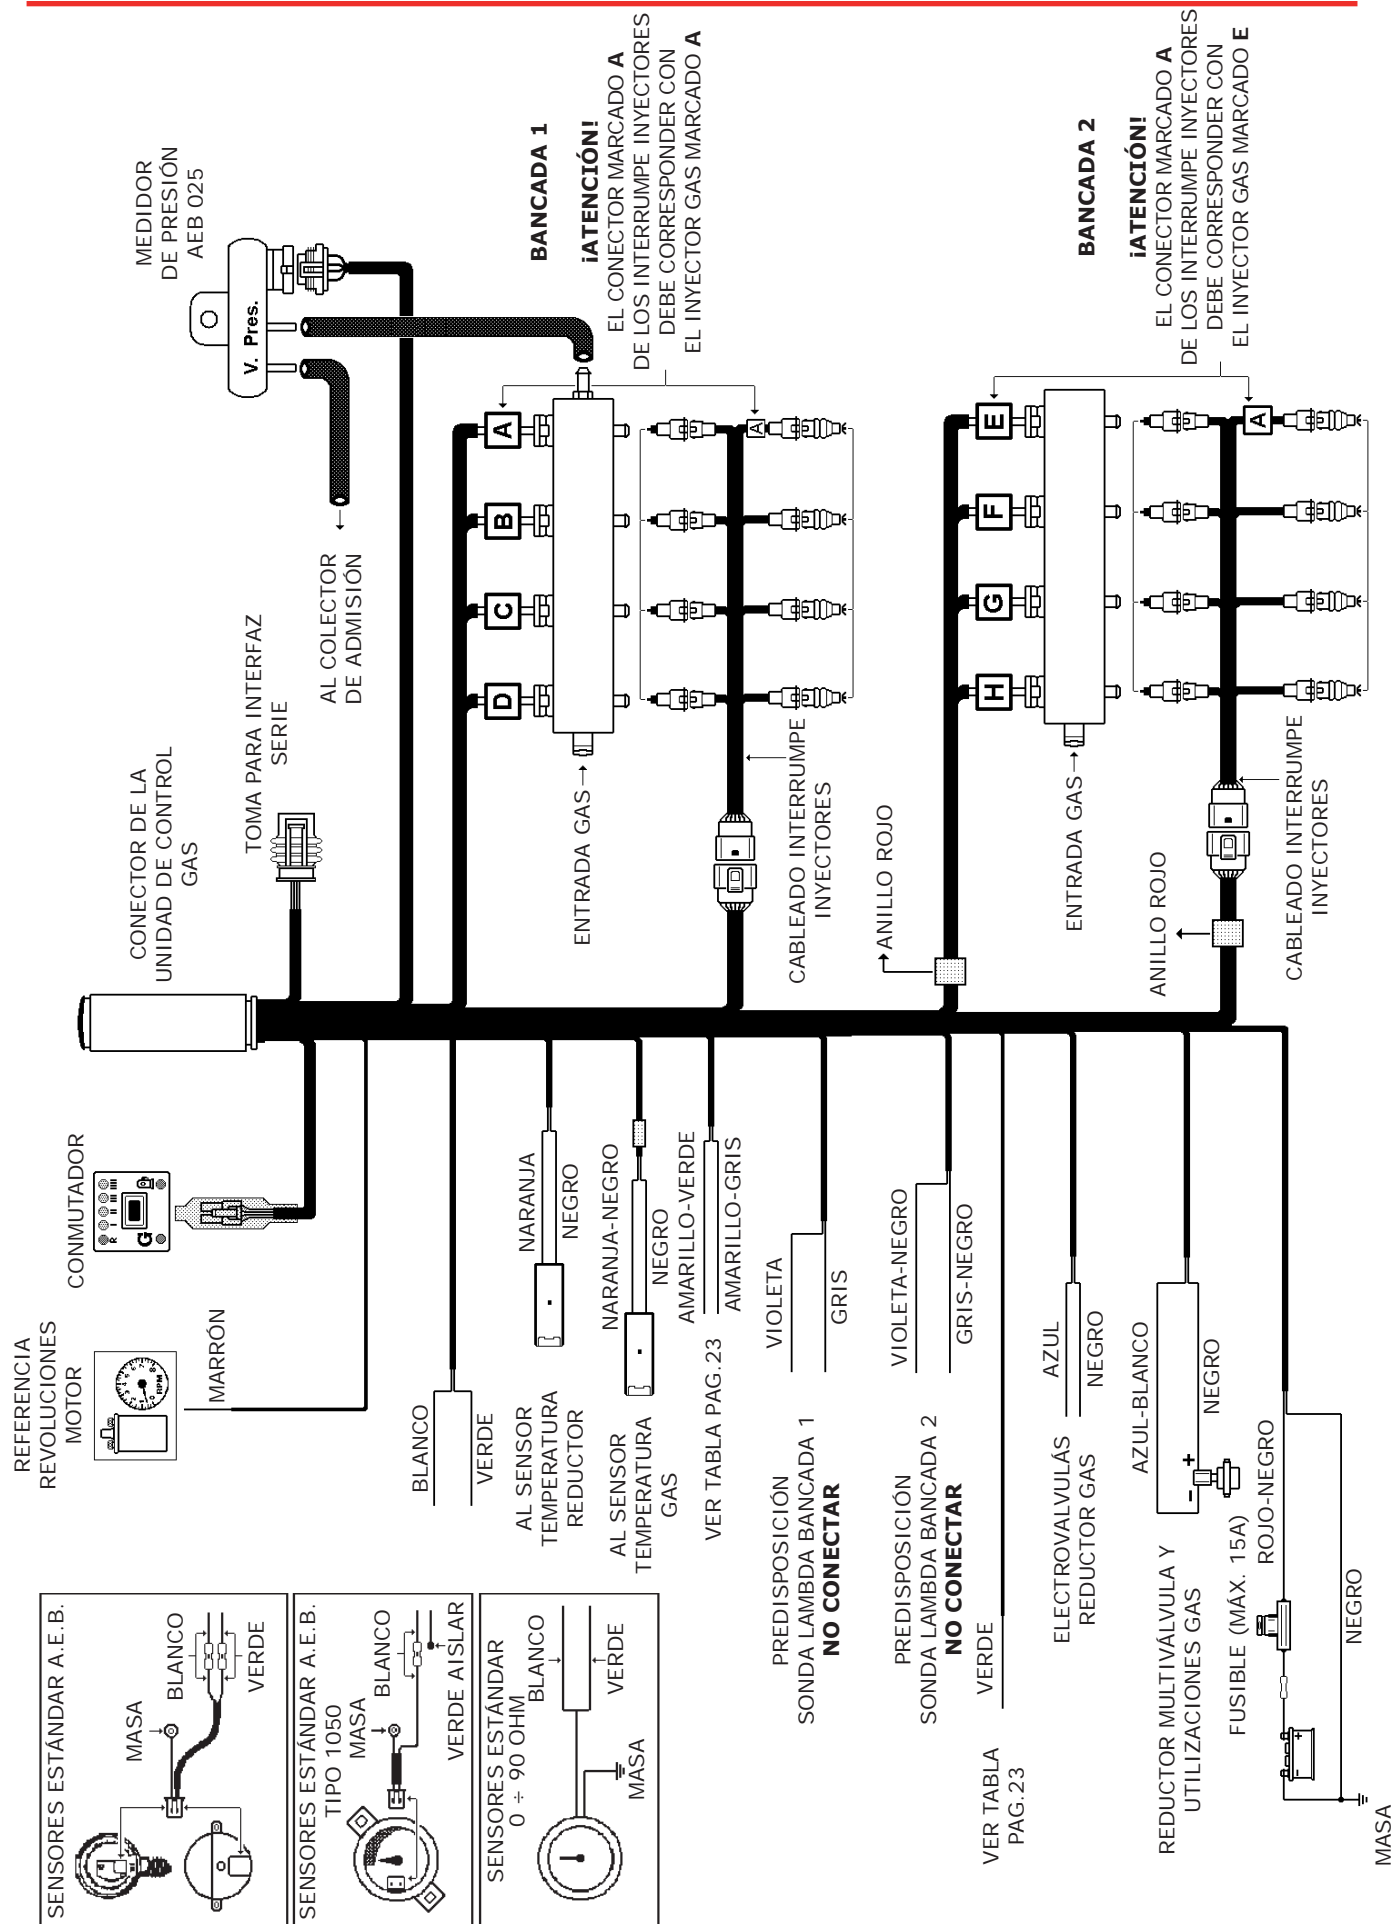 SENSORES ESTÁNDAR A.E.B.
MASA
BLANCO
VERDE
SENSORES ESTÁNDAR A.E.B.
TIPO 1050
MASA
BLANCO
VERDE AISLAR
SENSORES ESTÁNDAR
0 ÷ 90 OHM
BLANCO
VERDE
MASA
REFERENCIA
REVOLUCIONES
MOTOR
RPM
MARRÓN
CONMUTADOR
R I II III IIII
G
CONECTOR DE LA
UNIDAD DE CONTROL
GAS
TOMA PARA INTERFAZ
SERIE
AL COLECTOR
DE ADMISIÓN
MEDIDOR
DE PRESIÓN
AEB 025
V. Pres.
BLANCO
VERDE
AL SENSOR
TEMPERATURA
REDUCTOR
NARANJA
NEGRO
AL SENSOR
TEMPERATURA
GAS
NARANJA-NEGRO
NEGRO
VER TABLA PAG.23
AMARILLO-VERDE
AMARILLO-GRIS
PREDISPOSICIÓN
SONDA LAMBDA BANCADA 1
NO CONECTAR
VIOLETA
GRIS
PREDISPOSICIÓN
SONDA LAMBDA BANCADA 2
NO CONECTAR
VIOLETA-NEGRO
GRIS-NEGRO
VER TABLA
PAG.23
VERDE
ELECTROVALVULÁS
REDUCTOR GAS
AZUL
NEGRO
REDUCTOR MULTIVÁLVULA Y
UTILIZACIONES GAS
AZUL-BLANCO
NEGRO
- +
FUSIBLE (MÁX. 15A)
ROJO-NEGRO
- +
NEGRO
MASA
D
C
B
A
ENTRADA GAS
A
CABLEADO INTERRUMPE
INYECTORES
BANCADA 1
¡ATENCIÓN!
EL CONECTOR MARCADO A
DE LOS INTERRUMPE INYECTORES
DEBE CORRESPONDER CON
EL INYECTOR GAS MARCADO A
ANILLO ROJO
H
G
F
E
ENTRADA GAS
A
ANILLO ROJO
CABLEADO INTERRUMPE
INYECTORES
BANCADA 2
¡ATENCIÓN!
EL CONECTOR MARCADO A
DE LOS INTERRUMPE INYECTORES
DEBE CORRESPONDER CON
EL INYECTOR GAS MARCADO E